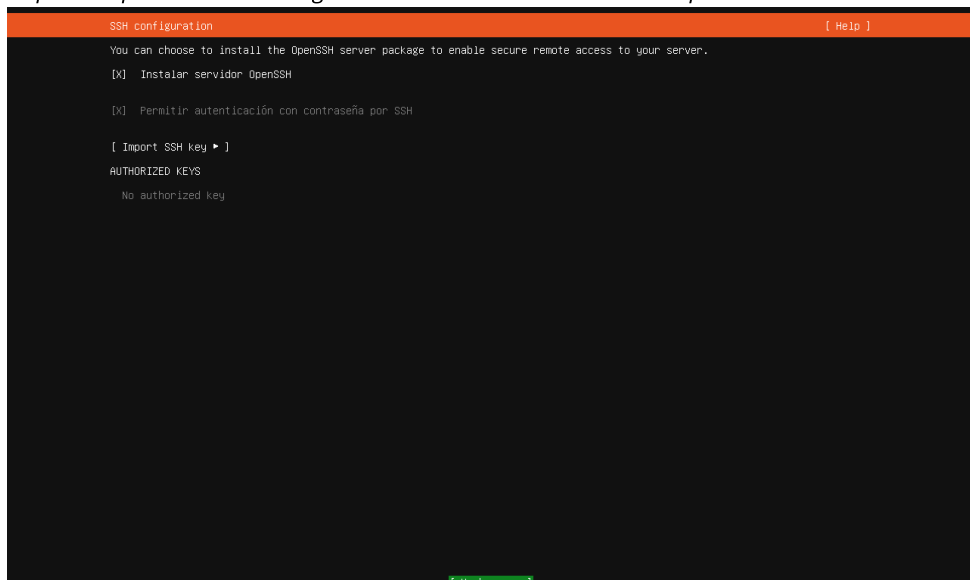 SSH configuration [ Help ]
You can choose to install the OpenSSH server package to enable secure remote access to your server.
[X] Instalar servidor OpenSSH
[X] Permitir autenticación con contraseña por SSH
[ Import SSH key ► ]
AUTHORIZED KEYS
No authorized key